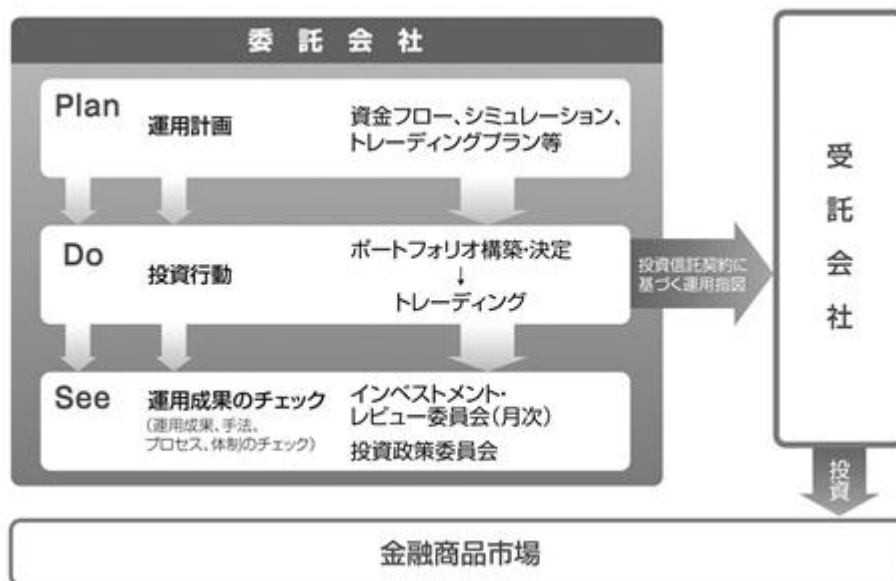 委託会社
Plan
運用計画
資金フロー、シミュレーション、
トレーディングプラン等
Do
投資行動
ポートフォリオ構築・決定
↓
トレーディング
See
運用成果のチェック
(運用成果、手法、
プロセス、体制のチェック)
インベストメント・
レビュー委員会(月次)
投資政策委員会
投資信託契約に
基づく運用指図
受託会社
投資
金融商品市場